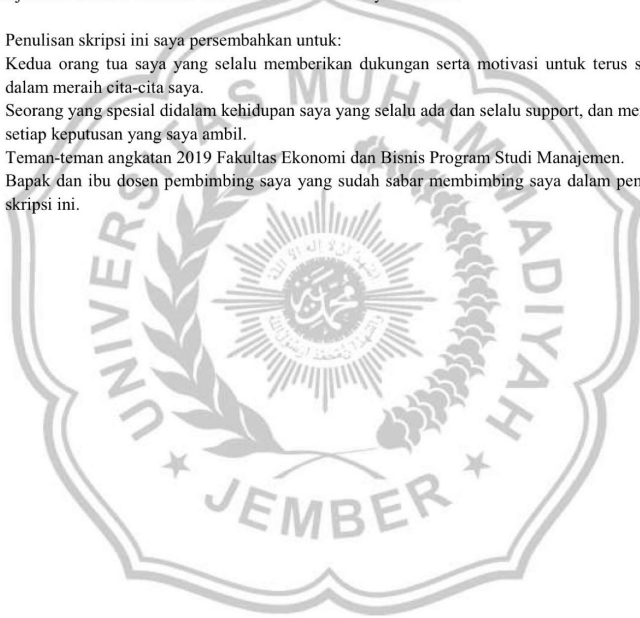 Penulisan skripsi ini saya persembahkan untuk:
Kedua orang tua saya yang selalu memberikan dukungan serta motivasi untuk terus s
dalam meraih cita-cita saya.
Seorang yang spesial didalam kehidupan saya yang selalu ada dan selalu support, dan me
setiap keputusan yang saya ambil.
Teman-teman angkatan 2019 Fakultas Ekonomi dan Bisnis Program Studi Manajemen.
Bapak dan ibu dosen pembimbing saya yang sudah sabar membimbing saya dalam pen
skripsi ini.
UNIVERSITAS MUHAMMADIYAH
JEMBER